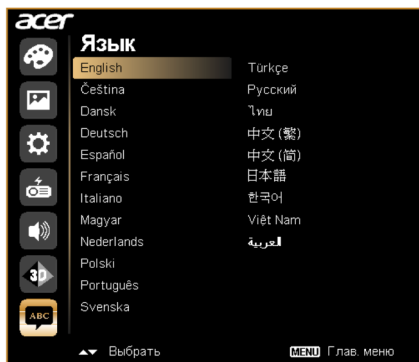 acer
Язык
English
Čeština
Dansk
Deutsch
Español
Français
Italiano
Magyar
Nederlands
Polski
Português
Svenska
Türkçe
Русский
ไทย
中文 (繁)
中文 (简)
日本語
한국어
Việt Nam
العربية
3D
ABC
Выбрать
MENU Глав. меню